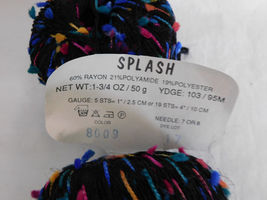 SPLASH
60% RAYON 21% POLYAMIDE 19% POLYESTER
NET WT: 1-3/4 OZ / 50 g YDGE: 103 / 95M
GAUGE: 5 STS= 1" / 2.5 CM or 19 STS= 4" / 10 CM
NEEDLE: 7 OR 8
COLOR DYE LOT
8009